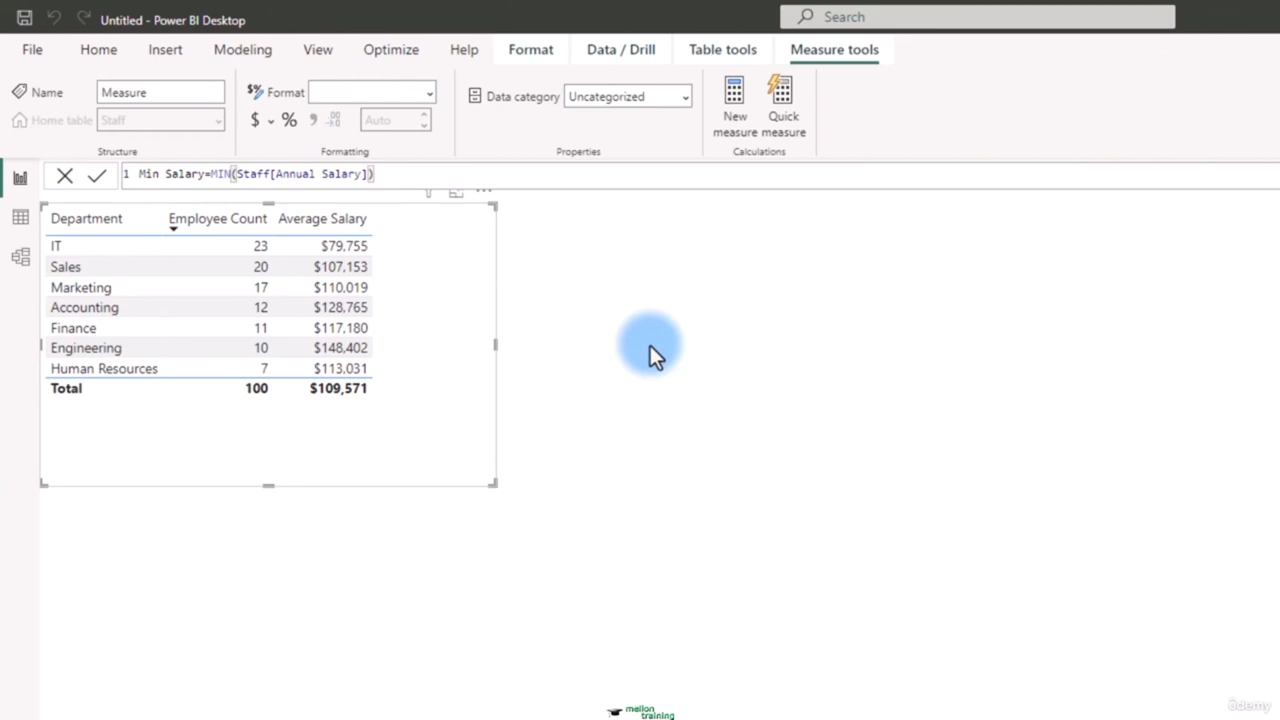 Untitled - Power BI Desktop
Search
File Home Insert Modeling View Optimize Help Format Data / Drill Table tools Measure tools
Name Measure
Format
Data category Uncategorized
New measure
Quick measure
Home table Staff
$ % Auto
Structure Formatting Properties Calculations
1 Min Salary=MIN(Staff[Annual Salary])
Department Employee Count Average Salary
IT 23 $79,755
Sales 20 $107,153
Marketing 17 $110,019
Accounting 12 $128,765
Finance 11 $117,180
Engineering 10 $148,402
Human Resources 7 $113,031
Total 100 $109,571
mellon
training
ûdemy